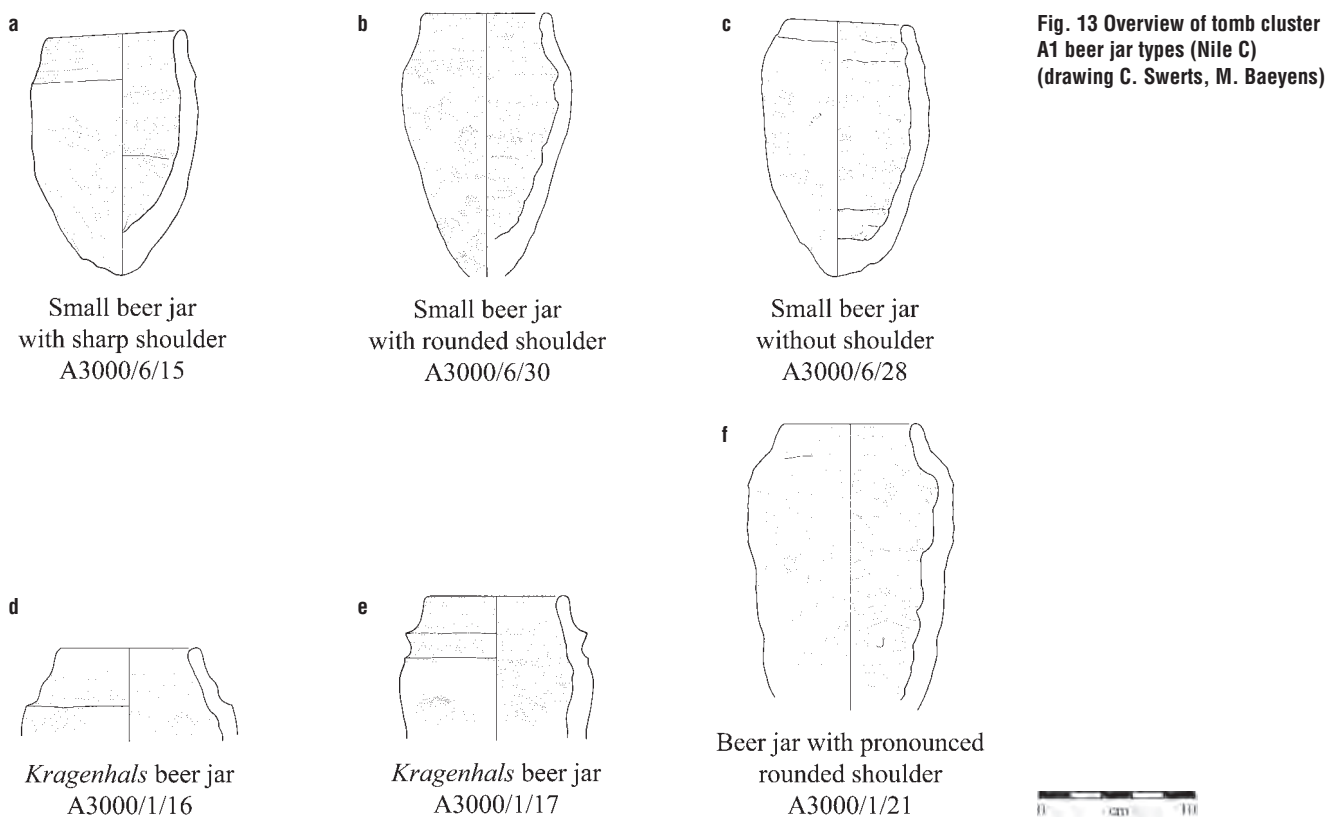 a
b
c
Fig. 13 Overview of tomb cluster
A1 beer jar types (Nile C)
(drawing C. Swerts, M. Baeyens)
Small beer jar
with sharp shoulder
A3000/6/15
Small beer jar
with rounded shoulder
A3000/6/30
Small beer jar
without shoulder
A3000/6/28
d
e
f
Kragenhals beer jar
A3000/1/16
Kragenhals beer jar
A3000/1/17
Beer jar with pronounced
rounded shoulder
A3000/1/21
0 cm 10